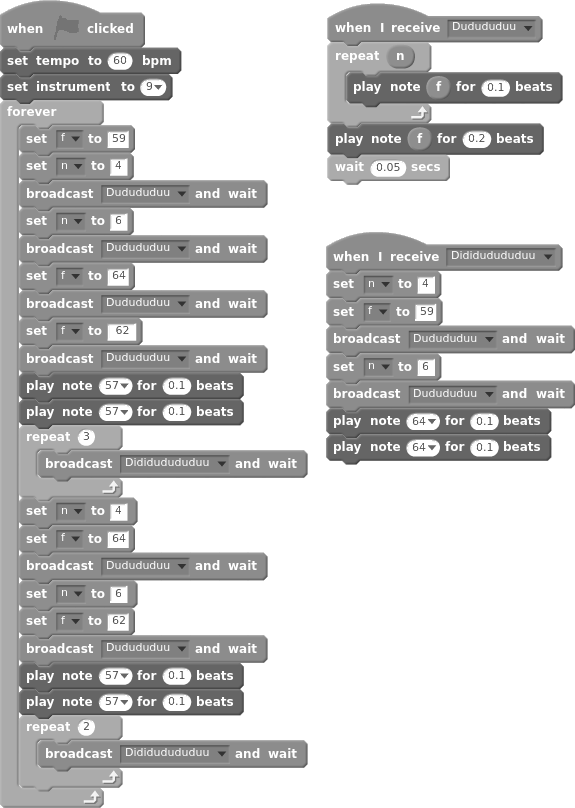 when clicked
set tempo to 60 bpm
set instrument to 9
forever
set f to 59
set n to 4
broadcast Dudududuu and wait
set n to 6
broadcast Dudududuu and wait
set f to 64
broadcast Dudududuu and wait
set f to 62
broadcast Dudududuu and wait
play note 57 for 0.1 beats
play note 57 for 0.1 beats
repeat 3
broadcast Dididudududuu and wait
set n to 4
set f to 64
broadcast Dudududuu and wait
set n to 6
set f to 62
broadcast Dudududuu and wait
play note 57 for 0.1 beats
play note 57 for 0.1 beats
repeat 2
broadcast Dididudududuu and wait
when I receive Dudududuu
repeat n
play note f for 0.1 beats
play note f for 0.2 beats
wait 0.05 secs
when I receive Dididudududuu
set n to 4
set f to 59
broadcast Dudududuu and wait
set n to 6
broadcast Dudududuu and wait
play note 64 for 0.1 beats
play note 64 for 0.1 beats